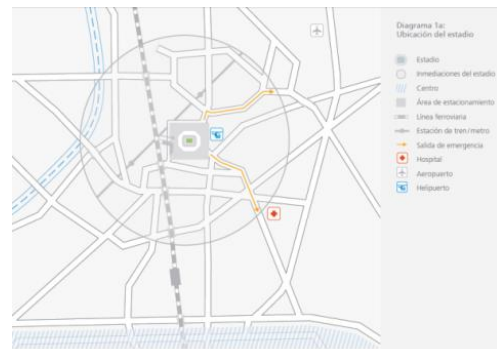 Diagrama 1a:
Ubicación del estadio
Estadio
Inmediaciones del estadio
Centro
Área de estacionamiento
Línea ferroviaria
Estación de tren/metro
Salida de emergencia
Hospital
Aeropuerto
Helipuerto